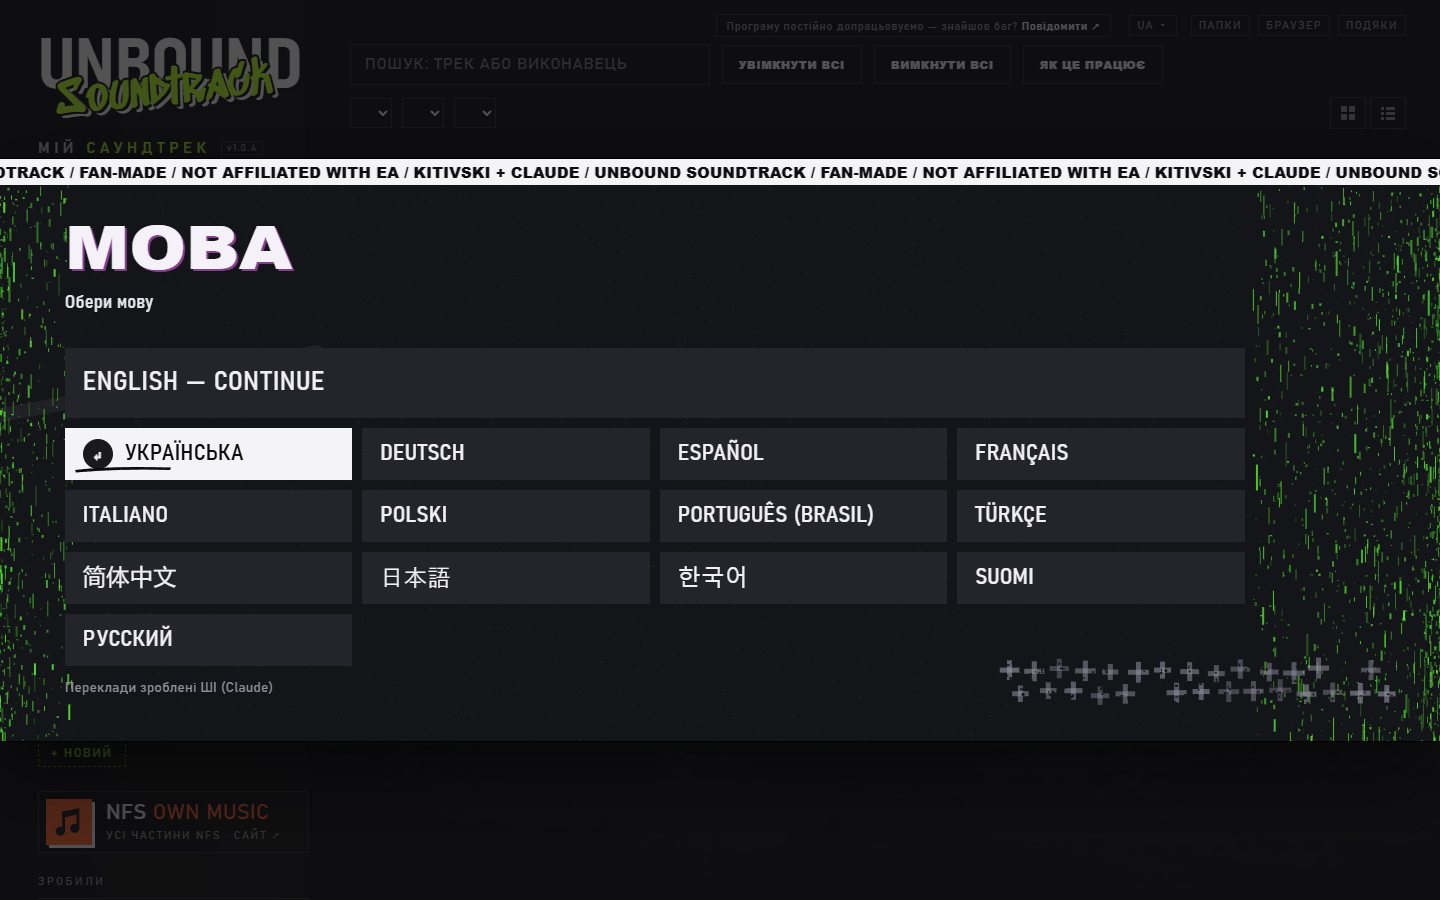 Програму постійно допрацьовуємо — знайшов баг? Повідомити ↗
UA
ПАПКИ
БРАУЗЕР
ПОДЯКИ
UNBOUND
SOUNDTRACK
ПОШУК: ТРЕК АБО ВИКОНАВЕЦЬ
УВІМКНУТИ ВСІ
ВИМКНУТИ ВСІ
ЯК ЦЕ ПРАЦЮЄ
МІЙ САУНДТРЕК v1.0.4
DTRACK / FAN-MADE / NOT AFFILIATED WITH EA / KITIVSKI + CLAUDE / UNBOUND SOUNDTRACK / FAN-MADE / NOT AFFILIATED WITH EA / KITIVSKI + CLAUDE / UNBOUND S
МОВА
Обери мову
ENGLISH — CONTINUE
УКРАЇНСЬКА
DEUTSCH
ESPAÑOL
FRANÇAIS
ITALIANO
POLSKI
PORTUGUÊS (BRASIL)
TÜRKÇE
简体中文
日本語
한국어
SUOMI
РУССКИЙ
Переклади зроблені ШІ (Claude)
+ НОВИЙ
NFS OWN MUSIC
УСІ ЧАСТИНИ NFS · САЙТ ↗
ЗРОБИЛИ